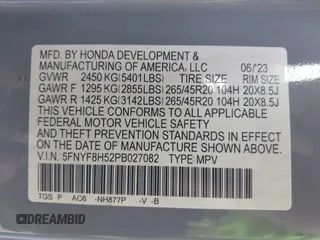 MFD. BY HONDA DEVELOPMENT &
MANUFACTURING OF AMERICA, LLC 06/23
GVWR 2450 KG(5401LBS) TIRE SIZE RIM SIZE
GAWR F 1295 KG(2855LBS) 265/45R20 104H 20X8.5J
GAWR R 1425 KG(3142LBS) 265/45R20 104H 20X8.5J
THIS VEHICLE CONFORMS TO ALL APPLICABLE
FEDERAL MOTOR VEHICLE SAFETY AND THEFT
PREVENTION STANDARDS IN EFFECT ON THE DATE
OF MANUFACTURE SHOWN ABOVE.
V.I.N. 5FNYF8H52PB027082 TYPE: MPV
TGS P AC6 -NH877P -V -B
DREAMBID